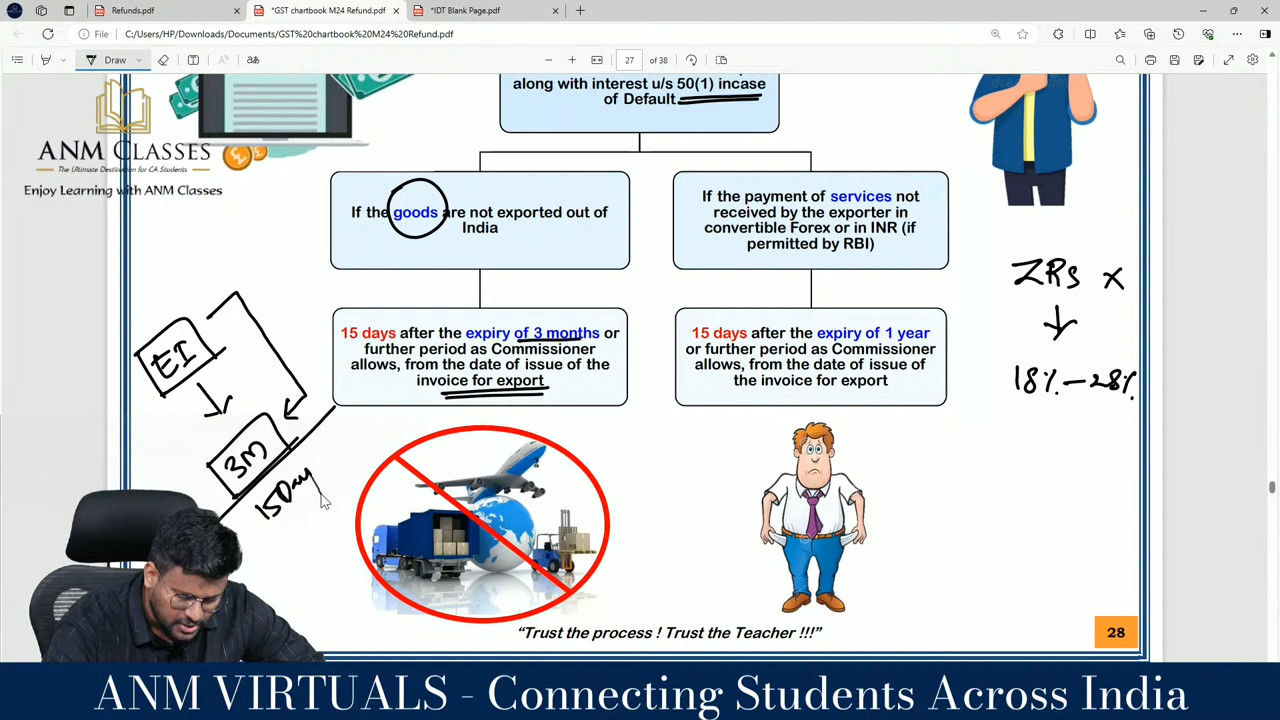 Refunds.pdf
*GST chartbook M24 Refund.pdf
*IDT Blank Page.pdf
File
C:/Users/HP/Downloads/Documents/GST%20chartbook%20M24%20Refund.pdf
Draw
27 of 38
along with interest u/s 50(1) incase
of Default
ANM CLASSES
The Ultimate Destination for CA Students
Enjoy Learning with ANM Classes
If the goods are not exported out of
India
If the payment of services not
received by the exporter in
convertible Forex or in INR (if
permitted by RBI)
15 days after the expiry of 3 months or
further period as Commissioner
allows, from the date of issue of the
invoice for export
15 days after the expiry of 1 year
or further period as Commissioner
allows, from the date of issue of
the invoice for export
ZRS X
18% - 28%
EI
3M
15 Days
"Trust the process ! Trust the Teacher !!!"
28
ANM VIRTUALS - Connecting Students Across India